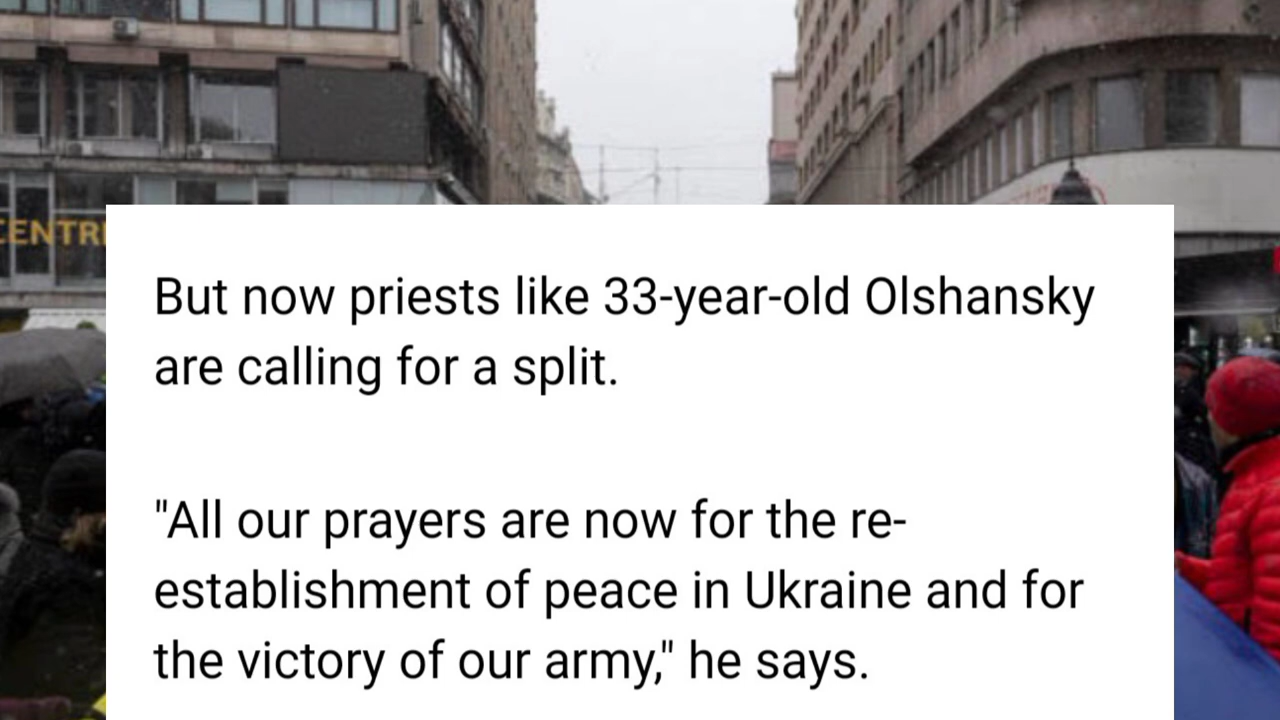 CENTR
But now priests like 33-year-old Olshansky
are calling for a split.
"All our prayers are now for the re-
establishment of peace in Ukraine and for
the victory of our army," he says.